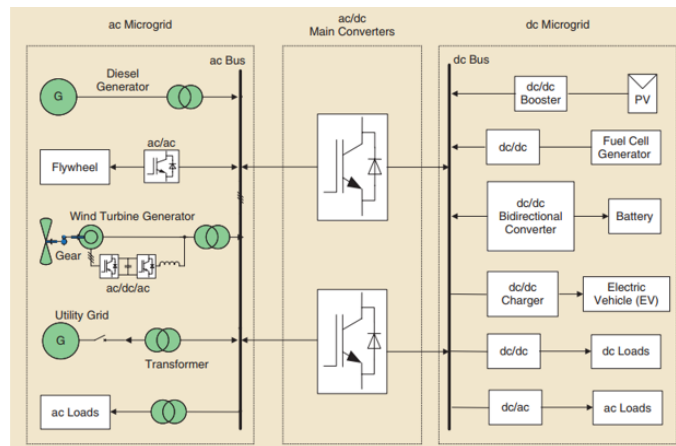 ac Microgrid
ac/dc
Main Converters
dc Microgrid
ac Bus
Diesel
Generator
G
ac/ac
Flywheel
Wind Turbine Generator
Gear
ac/dc/ac
Utility Grid
G
Transformer
ac Loads
dc Bus
dc/dc
Booster
PV
dc/dc
Fuel Cell
Generator
dc/dc
Bidirectional
Converter
Battery
dc/dc
Charger
Electric
Vehicle (EV)
dc/dc
dc Loads
dc/ac
ac Loads